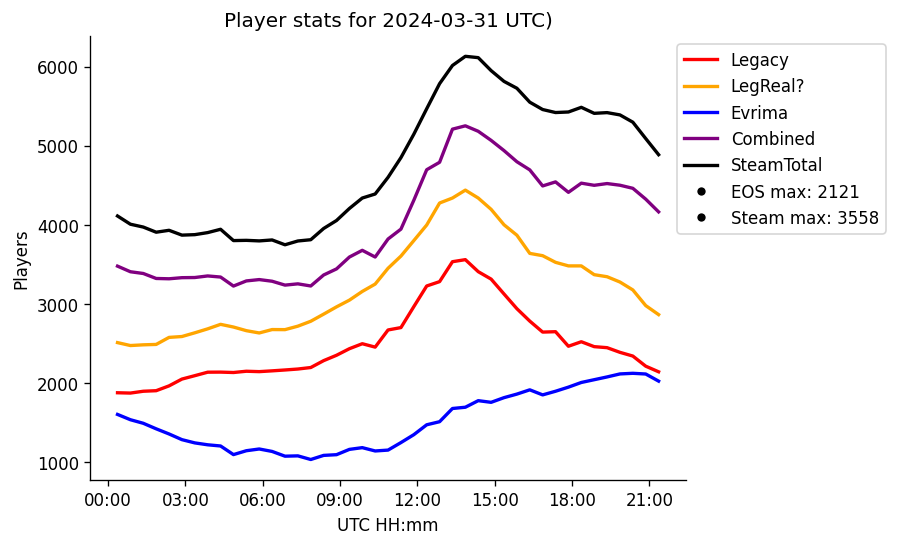 Player stats for 2024-03-31 UTC)
6000
5000
4000
3000
2000
1000
Players
00:00 03:00 06:00 09:00 12:00 15:00 18:00 21:00
UTC HH:mm
Legacy
LegReal?
Evrima
Combined
SteamTotal
EOS max: 2121
Steam max: 3558